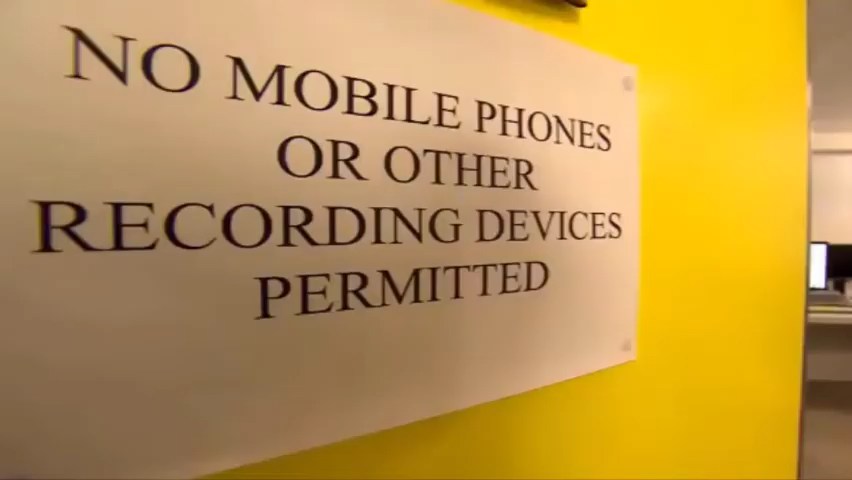 NO MOBILE PHONES
OR OTHER
RECORDING DEVICES
PERMITTED